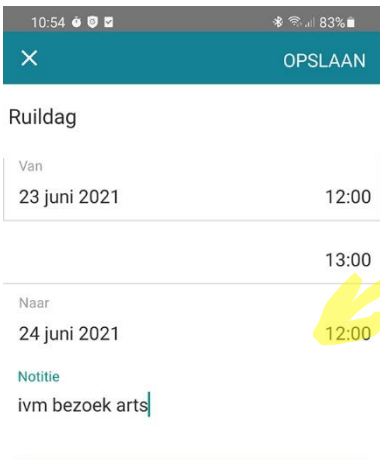 10:54 83%
OPSLAAN
Ruildag
Van
23 juni 2021 12:00
13:00
Naar
24 juni 2021 12:00
Notitie
ivm bezoek arts